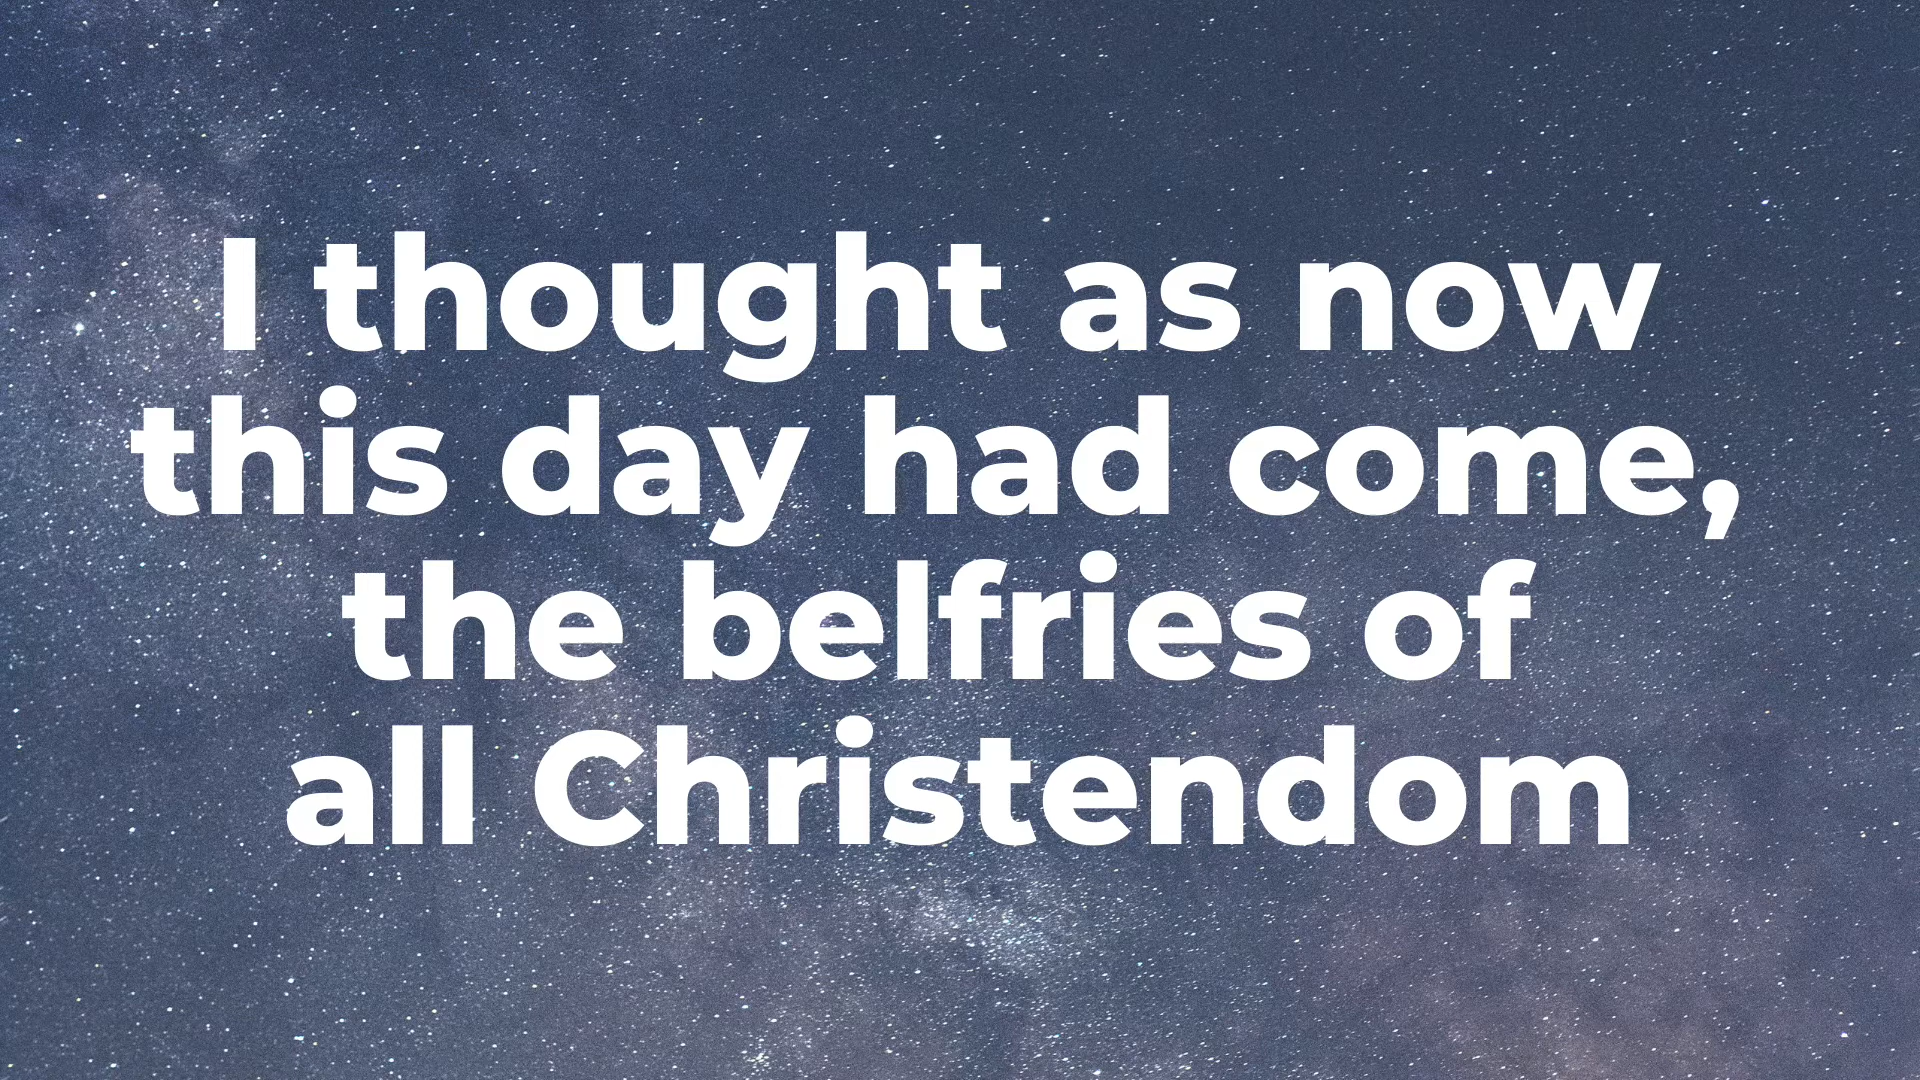 I thought as now
this day had come,
the belfries of
all Christendom